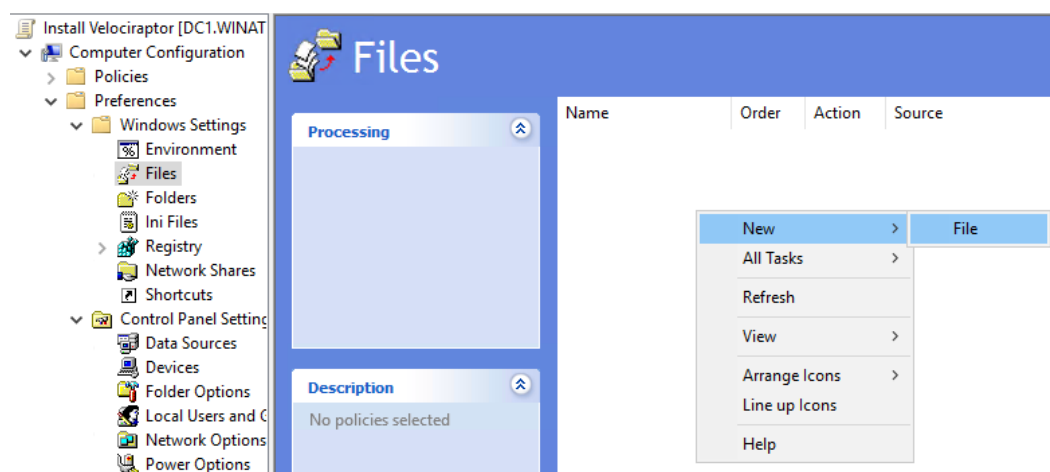 Install Velociraptor [DC1.WINAT
Computer Configuration
Policies
Preferences
Windows Settings
Environment
Files
Folders
Ini Files
Registry
Network Shares
Shortcuts
Control Panel Setting
Data Sources
Devices
Folder Options
Local Users and G
Network Options
Power Options
Files
Processing
Description
No policies selected
Name Order Action Source
New File
All Tasks
Refresh
View
Arrange Icons
Line up Icons
Help